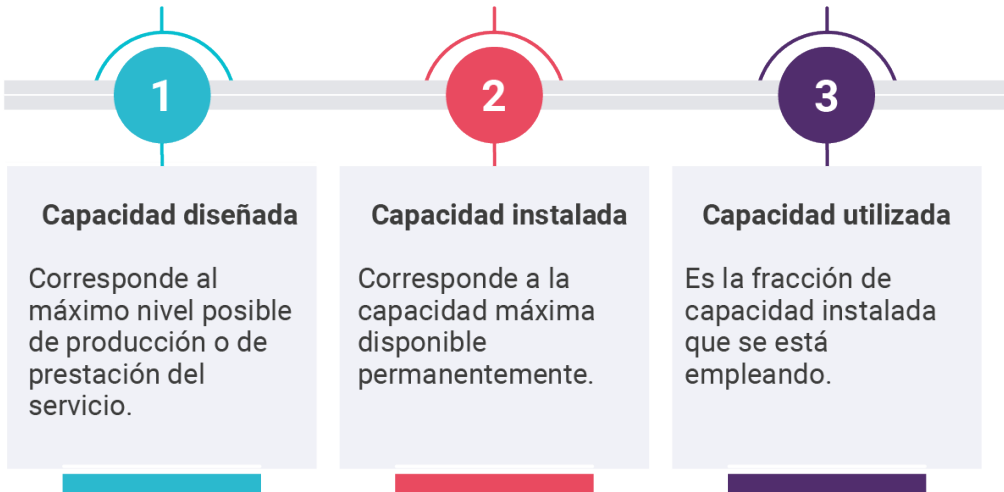 1
2
3
Capacidad diseñada
Corresponde al
máximo nivel posible
de producción o de
prestación del
servicio.
Capacidad instalada
Corresponde a la
capacidad máxima
disponible
permanentemente.
Capacidad utilizada
Es la fracción de
capacidad instalada
que se está
empleando.